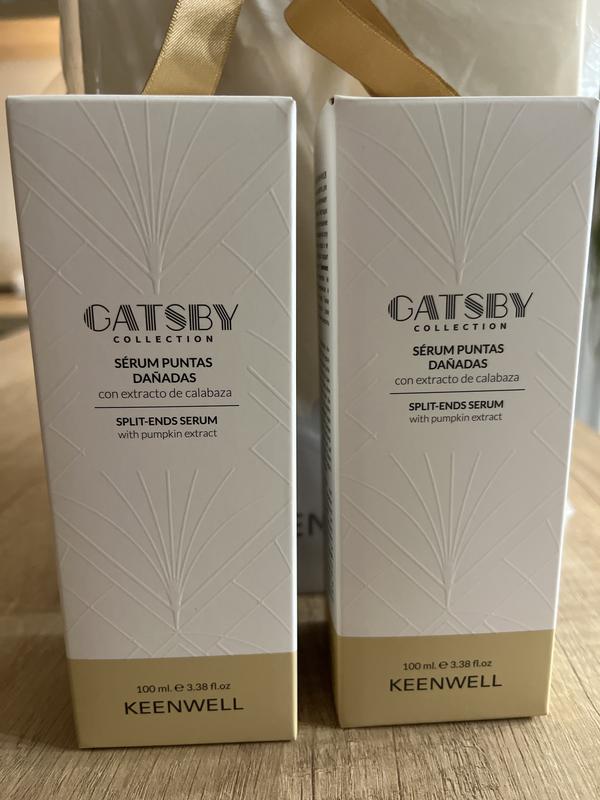 GATSBY
COLLECTION
SÉRUM PUNTAS
DAÑADAS
con extracto de calabaza
SPLIT-ENDS SERUM
with pumpkin extract
100 ml. ℮ 3.38 fl.oz
KEENWELL
GATSBY
COLLECTION
SÉRUM PUNTAS
DAÑADAS
con extracto de calabaza
SPLIT-ENDS SERUM
with pumpkin extract
100 ml. ℮ 3.38 fl.oz
KEENWELL